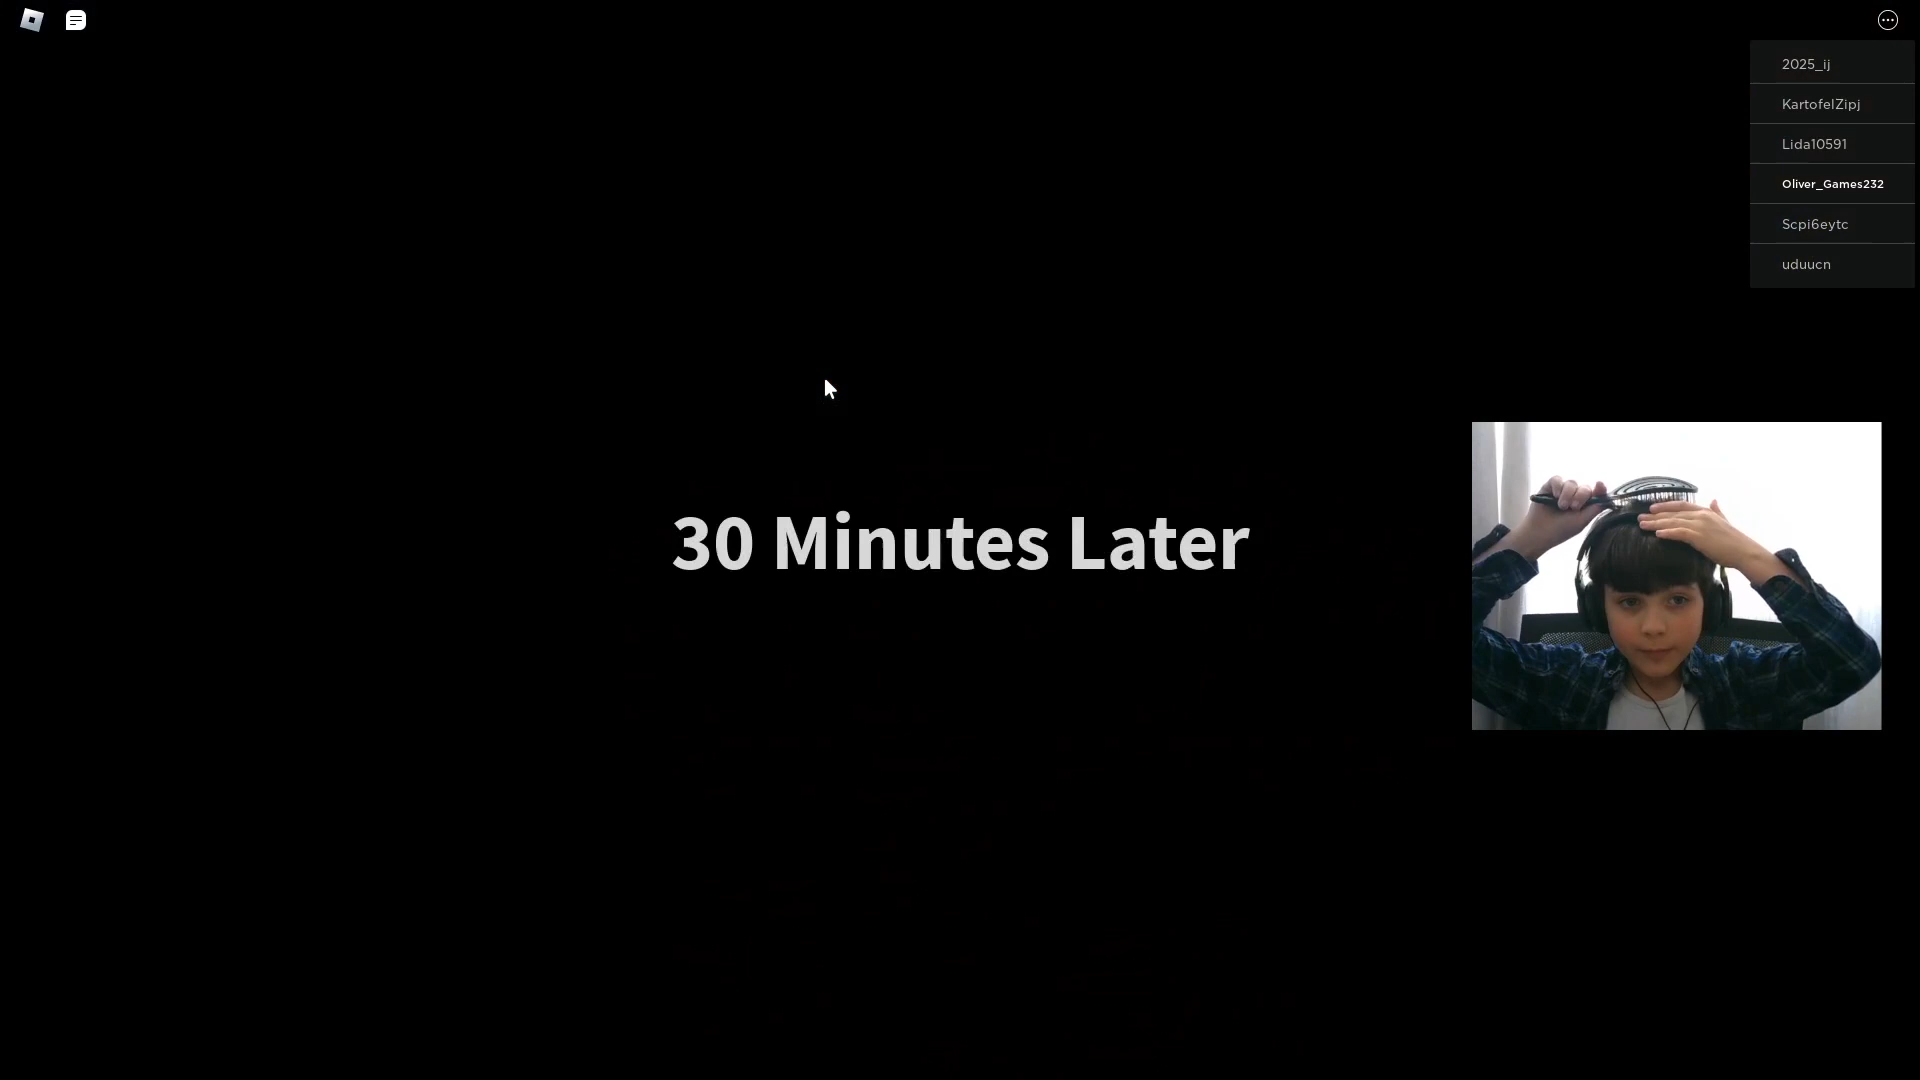 2025_ij
KartofelZipj
Lida10591
Oliver_Games232
Scpi6eytc
uduucn
30 Minutes Later